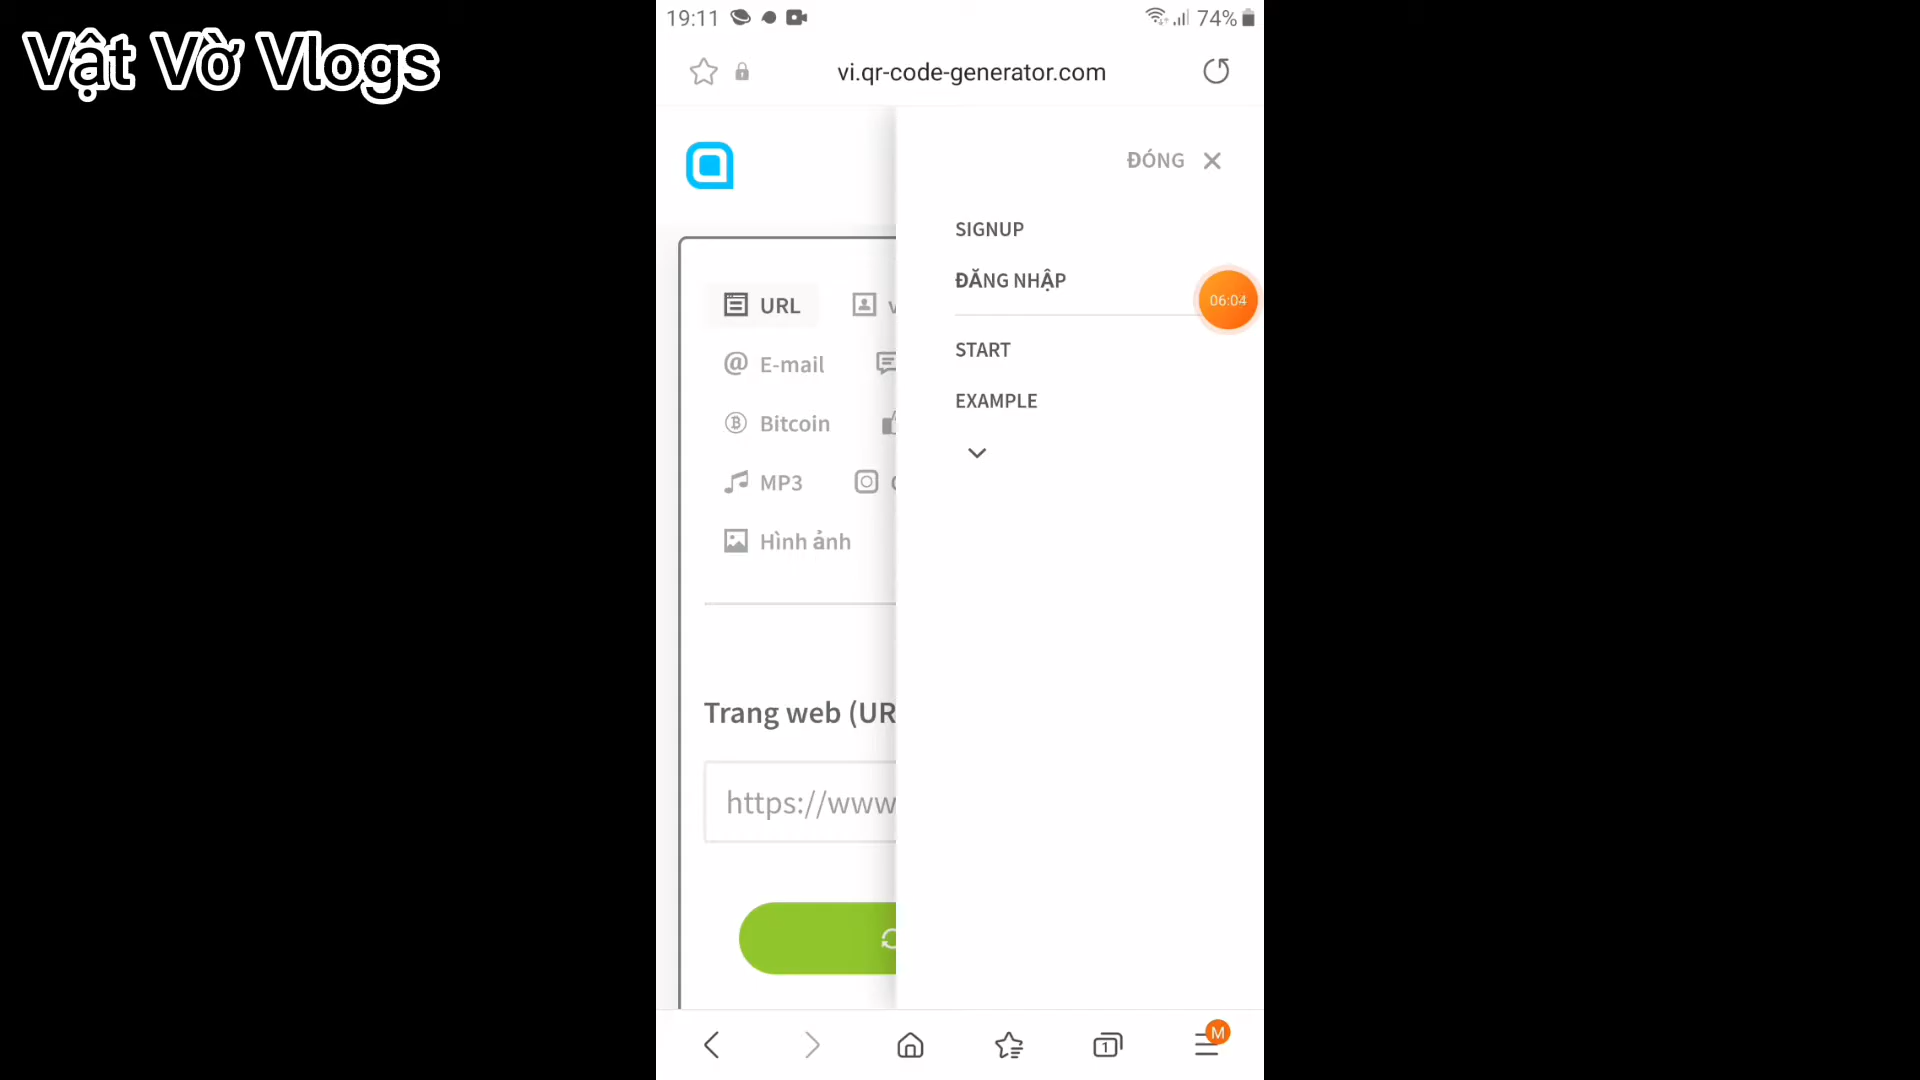 Vật Vờ Vlogs
19:11
74%
vi.qr-code-generator.com
ĐÓNG
SIGNUP
ĐĂNG NHẬP
06:04
START
EXAMPLE
URL
E-mail
Bitcoin
MP3
Hình ảnh
Trang web (UR
https://www
1
M